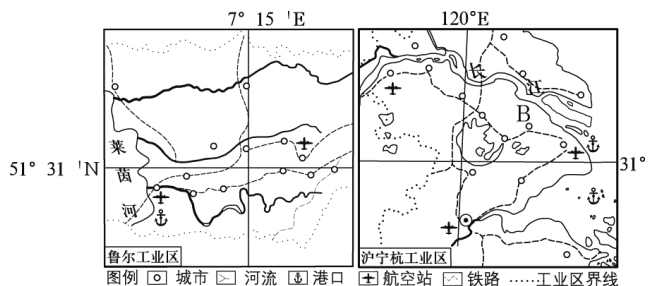 7° 15 ′E
120°E
莱
茵
河
51° 31 ′N
鲁尔工业区
长
江
B
31°
沪宁杭工业区
图例 城市 河流 港口 航空站 铁路 工业区界线